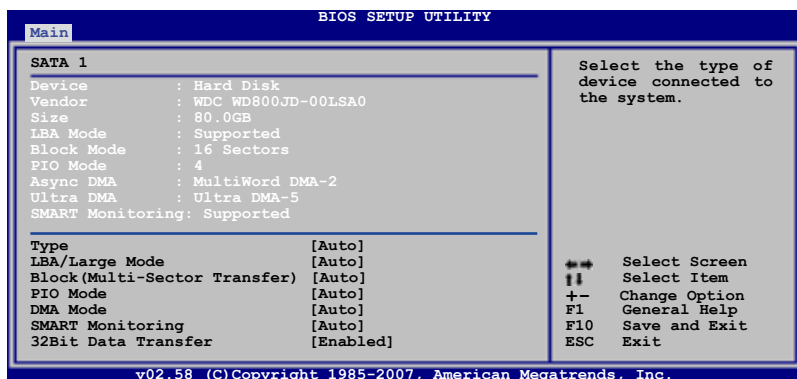 BIOS SETUP UTILITY
Main
SATA 1
Device : Hard Disk
Vendor : WDC WD800JD-00LSA0
Size : 80.0GB
LBA Mode : Supported
Block Mode : 16 Sectors
PIO Mode : 4
Async DMA : MultiWord DMA-2
Ultra DMA : Ultra DMA-5
SMART Monitoring: Supported
Type [Auto]
LBA/Large Mode [Auto]
Block(Multi-Sector Transfer) [Auto]
PIO Mode [Auto]
DMA Mode [Auto]
SMART Monitoring [Auto]
32Bit Data Transfer [Enabled]
Select the type of
device connected to
the system.
Select Screen
Select Item
+- Change Option
F1 General Help
F10 Save and Exit
ESC Exit
v02.58 (C)Copyright 1985-2007, American Megatrends, Inc.